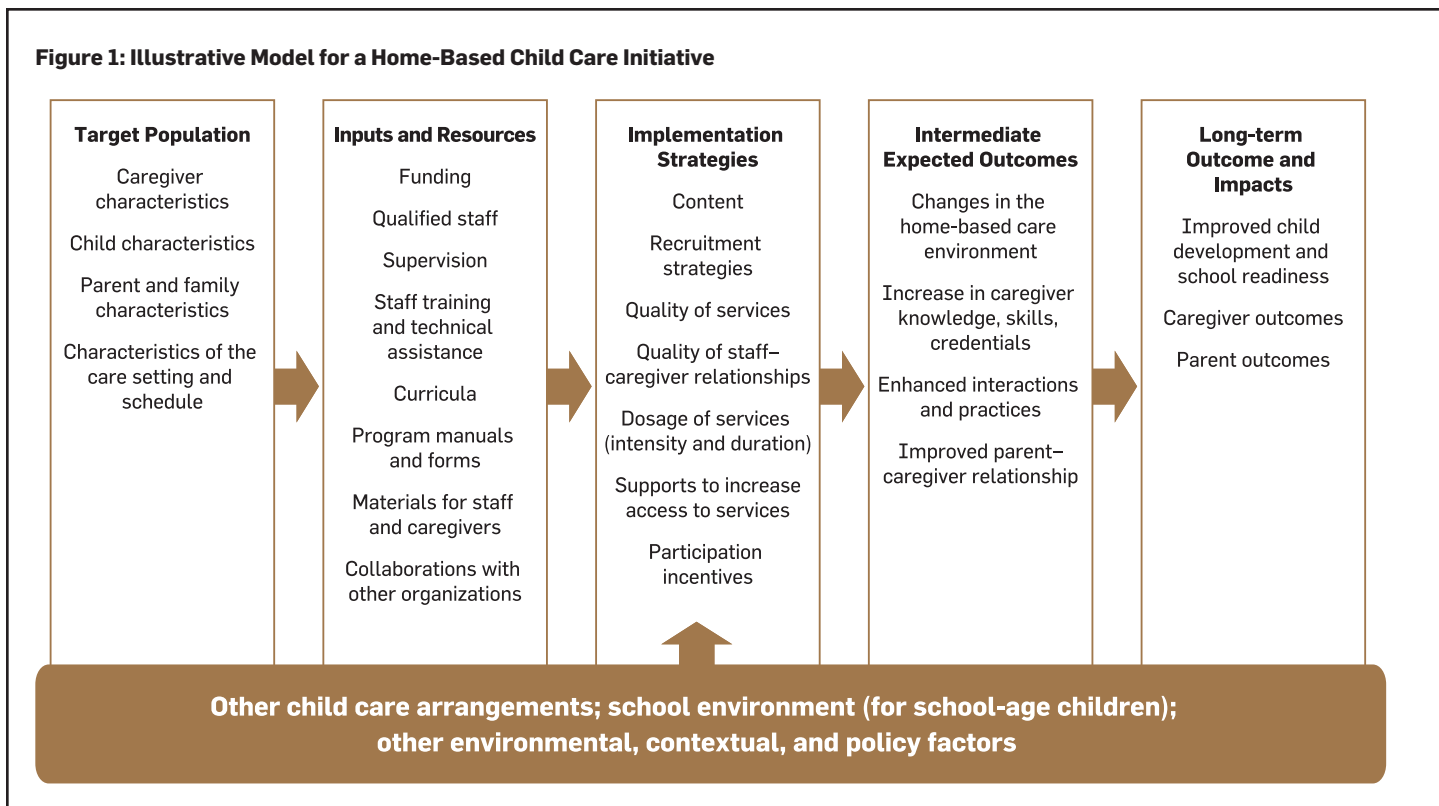 Figure 1: Illustrative Model for a Home-Based Child Care Initiative
Target Population
Caregiver
characteristics
Child characteristics
Parent and family
characteristics
Characteristics of the
care setting and
schedule
Inputs and Resources
Funding
Qualified staff
Supervision
Staff training
and technical
assistance
Curricula
Program manuals
and forms
Materials for staff
and caregivers
Collaborations with
other organizations
Implementation
Strategies
Content
Recruitment
strategies
Quality of services
Quality of staff–
caregiver relationships
Dosage of services
(intensity and duration)
Supports to increase
access to services
Participation
incentives
Intermediate
Expected Outcomes
Changes in the
home-based care
environment
Increase in caregiver
knowledge, skills,
credentials
Enhanced interactions
and practices
Improved parent–
caregiver relationship
Long-term
Outcome and
Impacts
Improved child
development and
school readiness
Caregiver outcomes
Parent outcomes
Other child care arrangements; school environment (for school-age children);
other environmental, contextual, and policy factors